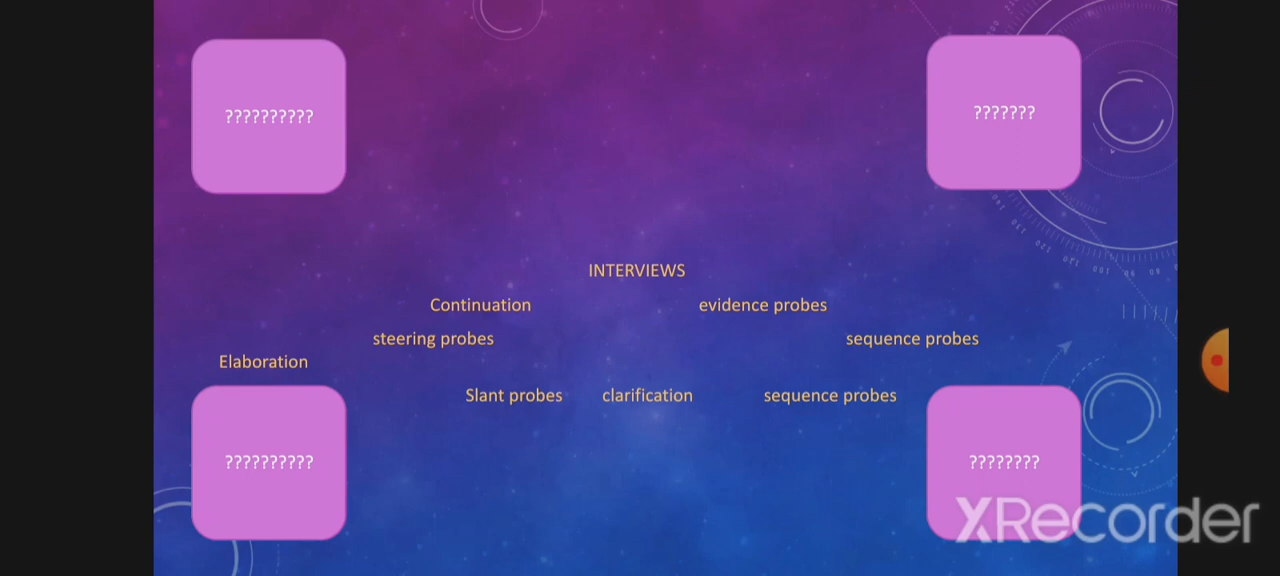 ??????????
???????
INTERVIEWS
Continuation
evidence probes
steering probes
sequence probes
Elaboration
Slant probes
clarification
sequence probes
??????????
????????
XRecorder